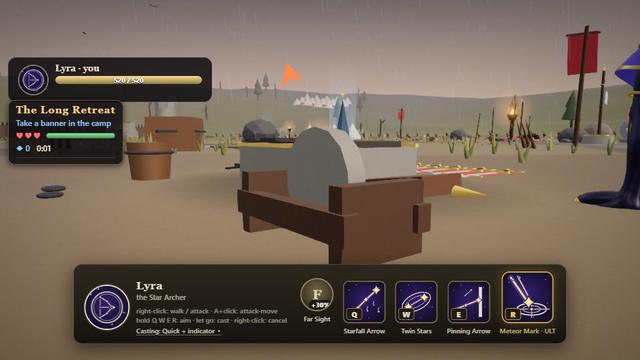 Lyra - you
520 / 520
The Long Retreat
Take a banner in the camp
0 0:01
Lyra
the Star Archer
right-click: walk / attack · A+click: attack-move
hold Q W E R: aim · let go: cast · right-click: cancel
Casting: Quick + indicator
F
+30%
Far Sight
Q
Starfall Arrow
W
Twin Stars
E
Pinning Arrow
R
Meteor Mark · ULT